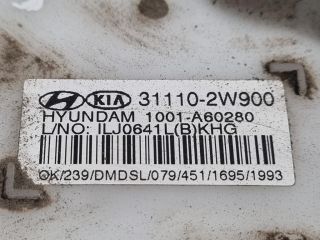 KIA 31110-2W900
HYUNDAM 1001-A60280
L/NO: ILJ0641L(B)KHG
OK/239/DMDSL/079/451/1695/1993